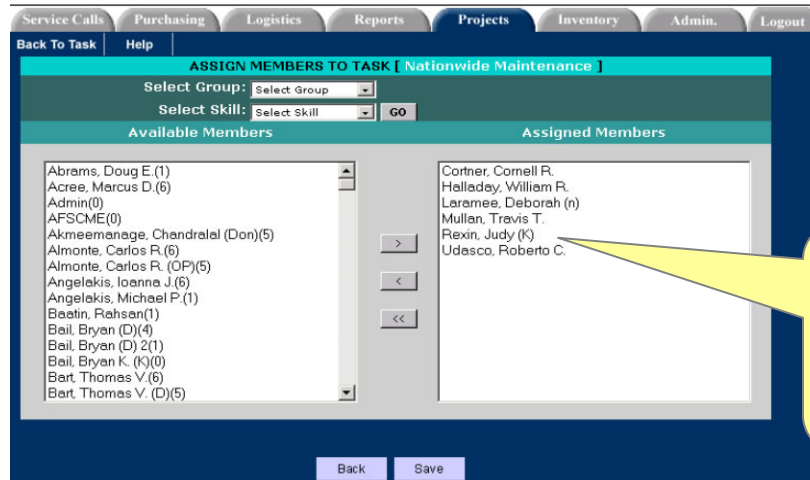 Service Calls Purchasing Logistics Reports Projects Inventory Admin. Logout
Back To Task Help
ASSIGN MEMBERS TO TASK [ Nationwide Maintenance ]
Select Group: Select Group
Select Skill: Select Skill GO
Available Members Assigned Members
Abrams, Doug E.(1)
Acree, Marcus D.(6)
Admin(0)
AFSCME(0)
Akmeemanage, Chandralal (Don)(5)
Almonte, Carlos R.(6)
Almonte, Carlos R. (OP)(5)
Angelakis, Ioanna J.(6)
Angelakis, Michael P.(1)
Baatin, Rahsan(1)
Bail, Bryan (D)(4)
Bail, Bryan (D) 2(1)
Bail, Bryan K. (K)(0)
Bart, Thomas V.(6)
Bart, Thomas V. (D)(5)
>
<
<<
Cortner, Cornell R.
Halladay, William R.
Laramee, Deborah (n)
Mullan, Travis T.
Rexin, Judy (K)
Udasco, Roberto C.
Back Save